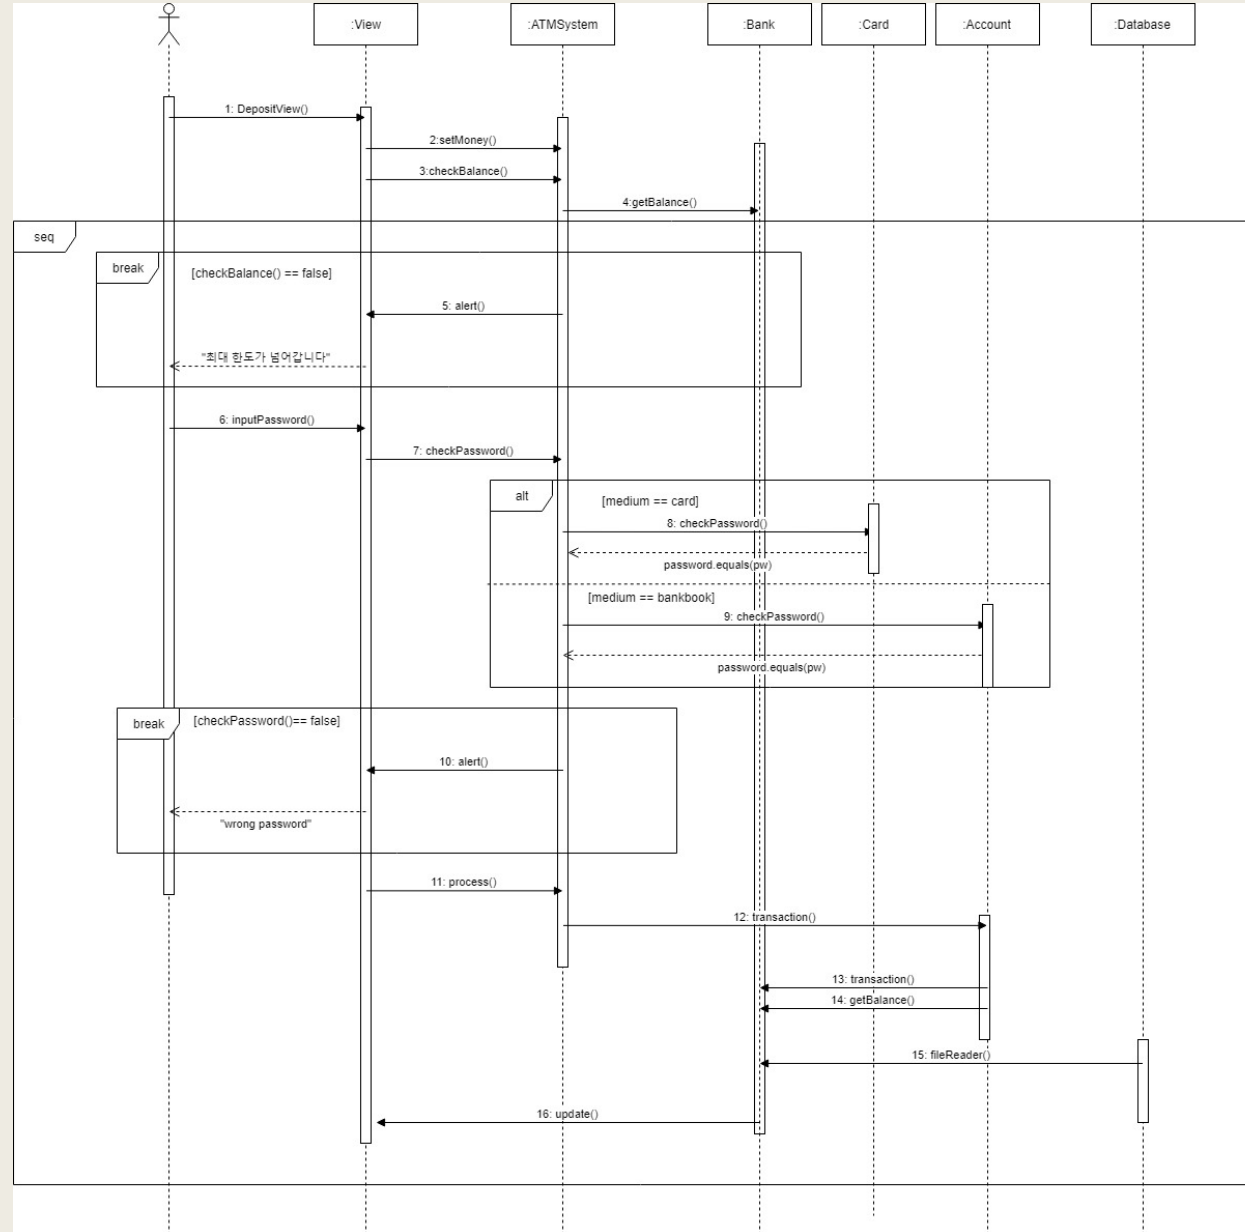 :View
:ATMSystem
:Bank
:Card
:Account
:Database
1: DepositView()
2:setMoney()
3:checkBalance()
4:getBalance()
seq
break
[checkBalance() == false]
5: alert()
"최대 한도가 넘어갑니다"
6: inputPassword()
7: checkPassword()
alt
[medium == card]
8: checkPassword()
password.equals(pw)
[medium == bankbook]
9: checkPassword()
password.equals(pw)
break
[checkPassword()== false]
10: alert()
"wrong password"
11: process()
12: transaction()
13: transaction()
14: getBalance()
15: fileReader()
16: update()